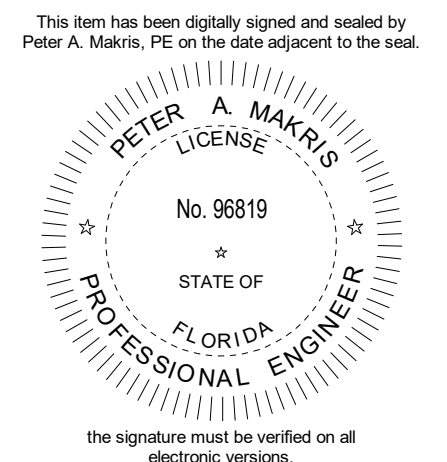 This item has been digitally signed and sealed by
Peter A. Makris, PE on the date adjacent to the seal.
PETER A. MAKRIS
LICENSE
No. 96819
STATE OF
FLORIDA
PROFESSIONAL ENGINEER
the signature must be verified on all
electronic versions.